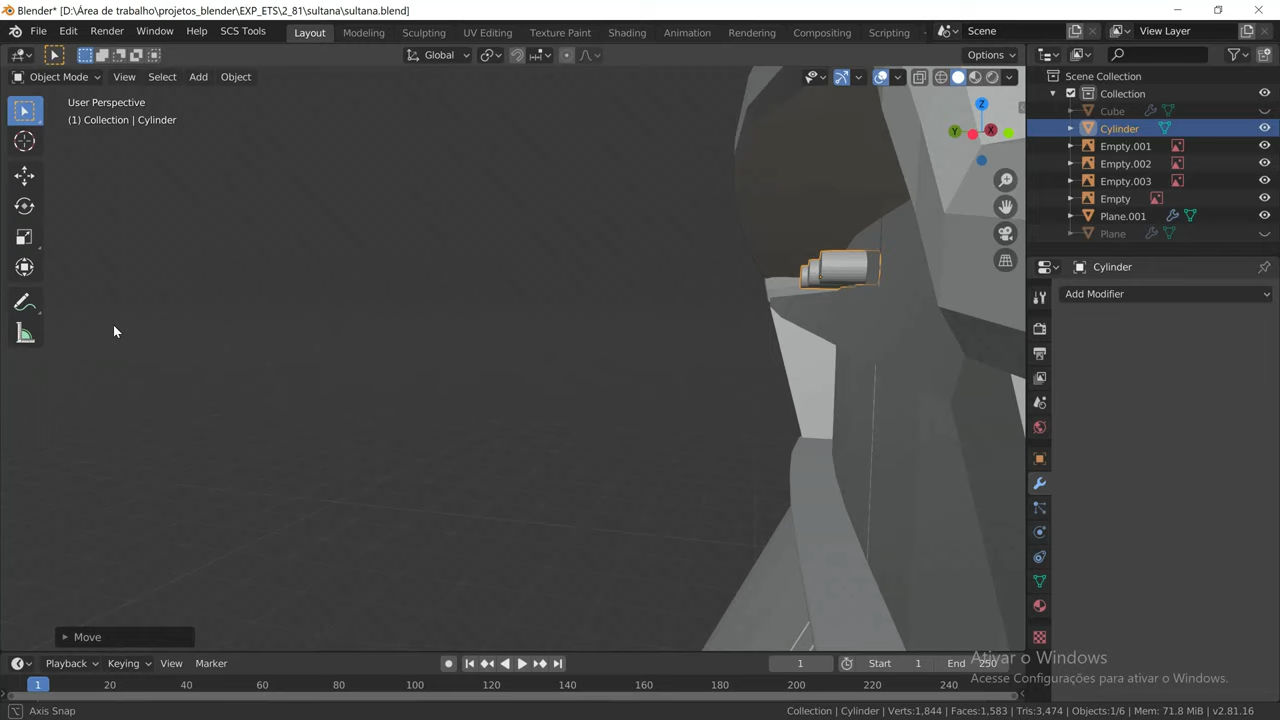 Blender* [D:\Área de trabalho\projetos_blender\EXP_ETS\2_81\sultana\sultana.blend]
File Edit Render Window Help SCS Tools Layout Modeling Sculpting UV Editing Texture Paint Shading Animation Rendering Compositing Scripting Scene View Layer
Global Options
Object Mode View Select Add Object
Scene Collection
User Perspective
(1) Collection | Cylinder
Collection
Cube
Cylinder
Empty.001
Empty.002
Empty.003
Empty
Plane.001
Plane
Z
Y
X
Cylinder
Add Modifier
Move
Playback Keying View Marker 1 Start 1 End 250
1 20 40 60 80 100 120 140 160 180 200 220 240
Ativar o Windows
Acesse Configurações para ativar o Windows.
Axis Snap
Collection | Cylinder | Verts:1,844 | Faces:1,583 | Tris:3,474 | Objects:1/6 | Mem: 71.8 MiB | v2.81.16